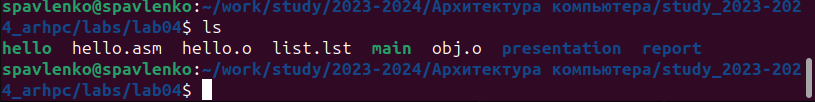 spavlenko@spavlenko:~/work/study/2023-2024/Архитектура компьютера/study_2023-202
4_arhpc/labs/lab04$ ls
hello  hello.asm  hello.o  list.lst  main  obj.o  presentation  report
spavlenko@spavlenko:~/work/study/2023-2024/Архитектура компьютера/study_2023-202
4_arhpc/labs/lab04$